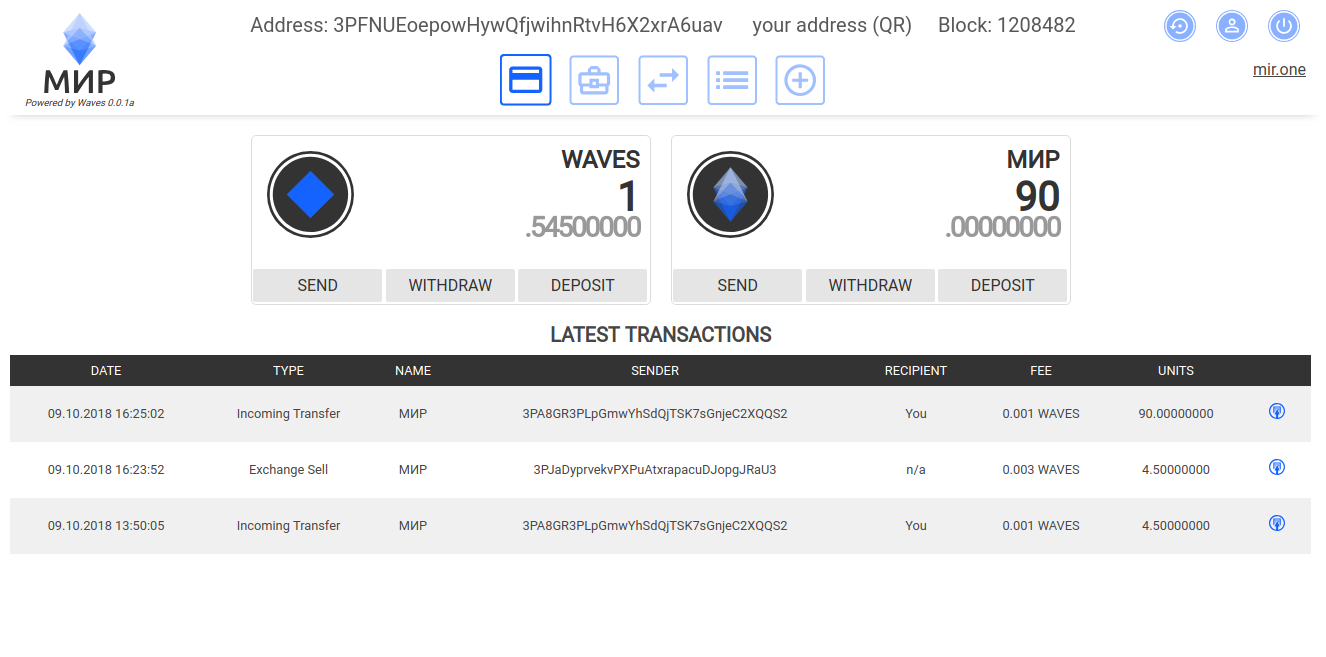 Address: 3PFNUEoepowHywQfjwihnRtvH6X2xrA6uav your address (QR) Block: 1208482
МИР
Powered by Waves 0.0.1a
mir.one
WAVES
1
.54500000
SEND WITHDRAW DEPOSIT
МИР
90
.00000000
SEND WITHDRAW DEPOSIT
LATEST TRANSACTIONS
DATE TYPE NAME SENDER RECIPIENT FEE UNITS
09.10.2018 16:25:02 Incoming Transfer МИР 3PA8GR3PLpGmwYhSdQjTSK7sGnjeC2XQQS2 You 0.001 WAVES 90.00000000
09.10.2018 16:23:52 Exchange Sell МИР 3PJaDyprvekvPXPuAtxrapacuDJopgJRaU3 n/a 0.003 WAVES 4.50000000
09.10.2018 13:50:05 Incoming Transfer МИР 3PA8GR3PLpGmwYhSdQjTSK7sGnjeC2XQQS2 You 0.001 WAVES 4.50000000